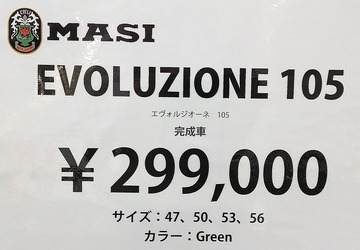 MASI
EVOLUZIONE 105
エヴォルジオーネ 105
完成車
¥ 299,000
サイズ：47、50、53、56
カラー：Green